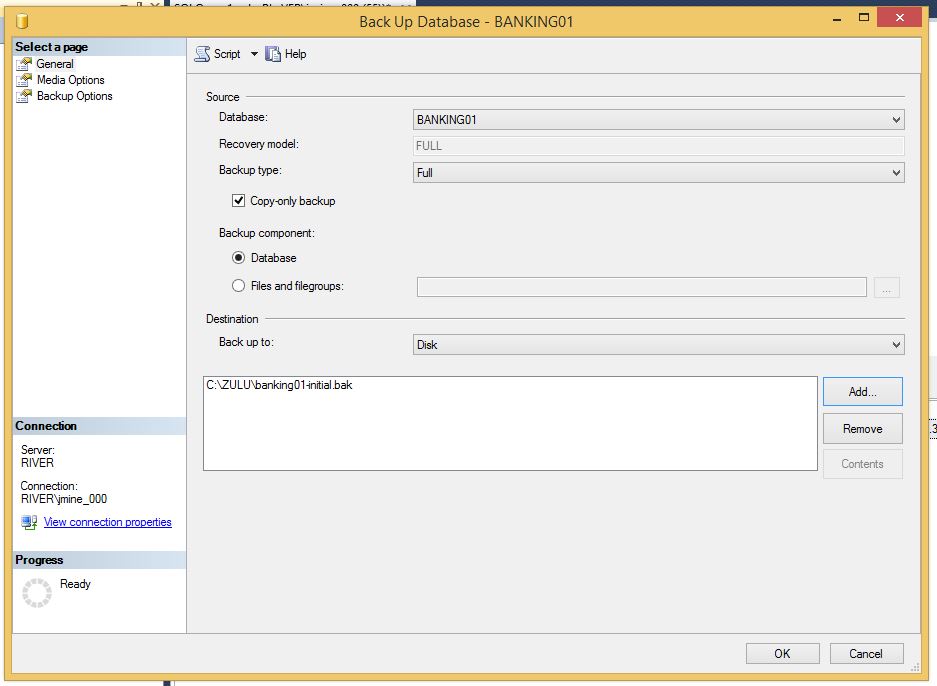 Back Up Database - BANKING01
Select a page
General
Media Options
Backup Options
Script
Help
Source
Database:
BANKING01
Recovery model:
FULL
Backup type:
Full
Copy-only backup
Backup component:
Database
Files and filegroups:
...
Destination
Back up to:
Disk
C:\ZULU\banking01-initial.bak
Add...
Remove
Contents
Connection
Server:
RIVER
Connection:
RIVER\jmine_000
View connection properties
Progress
Ready
OK
Cancel